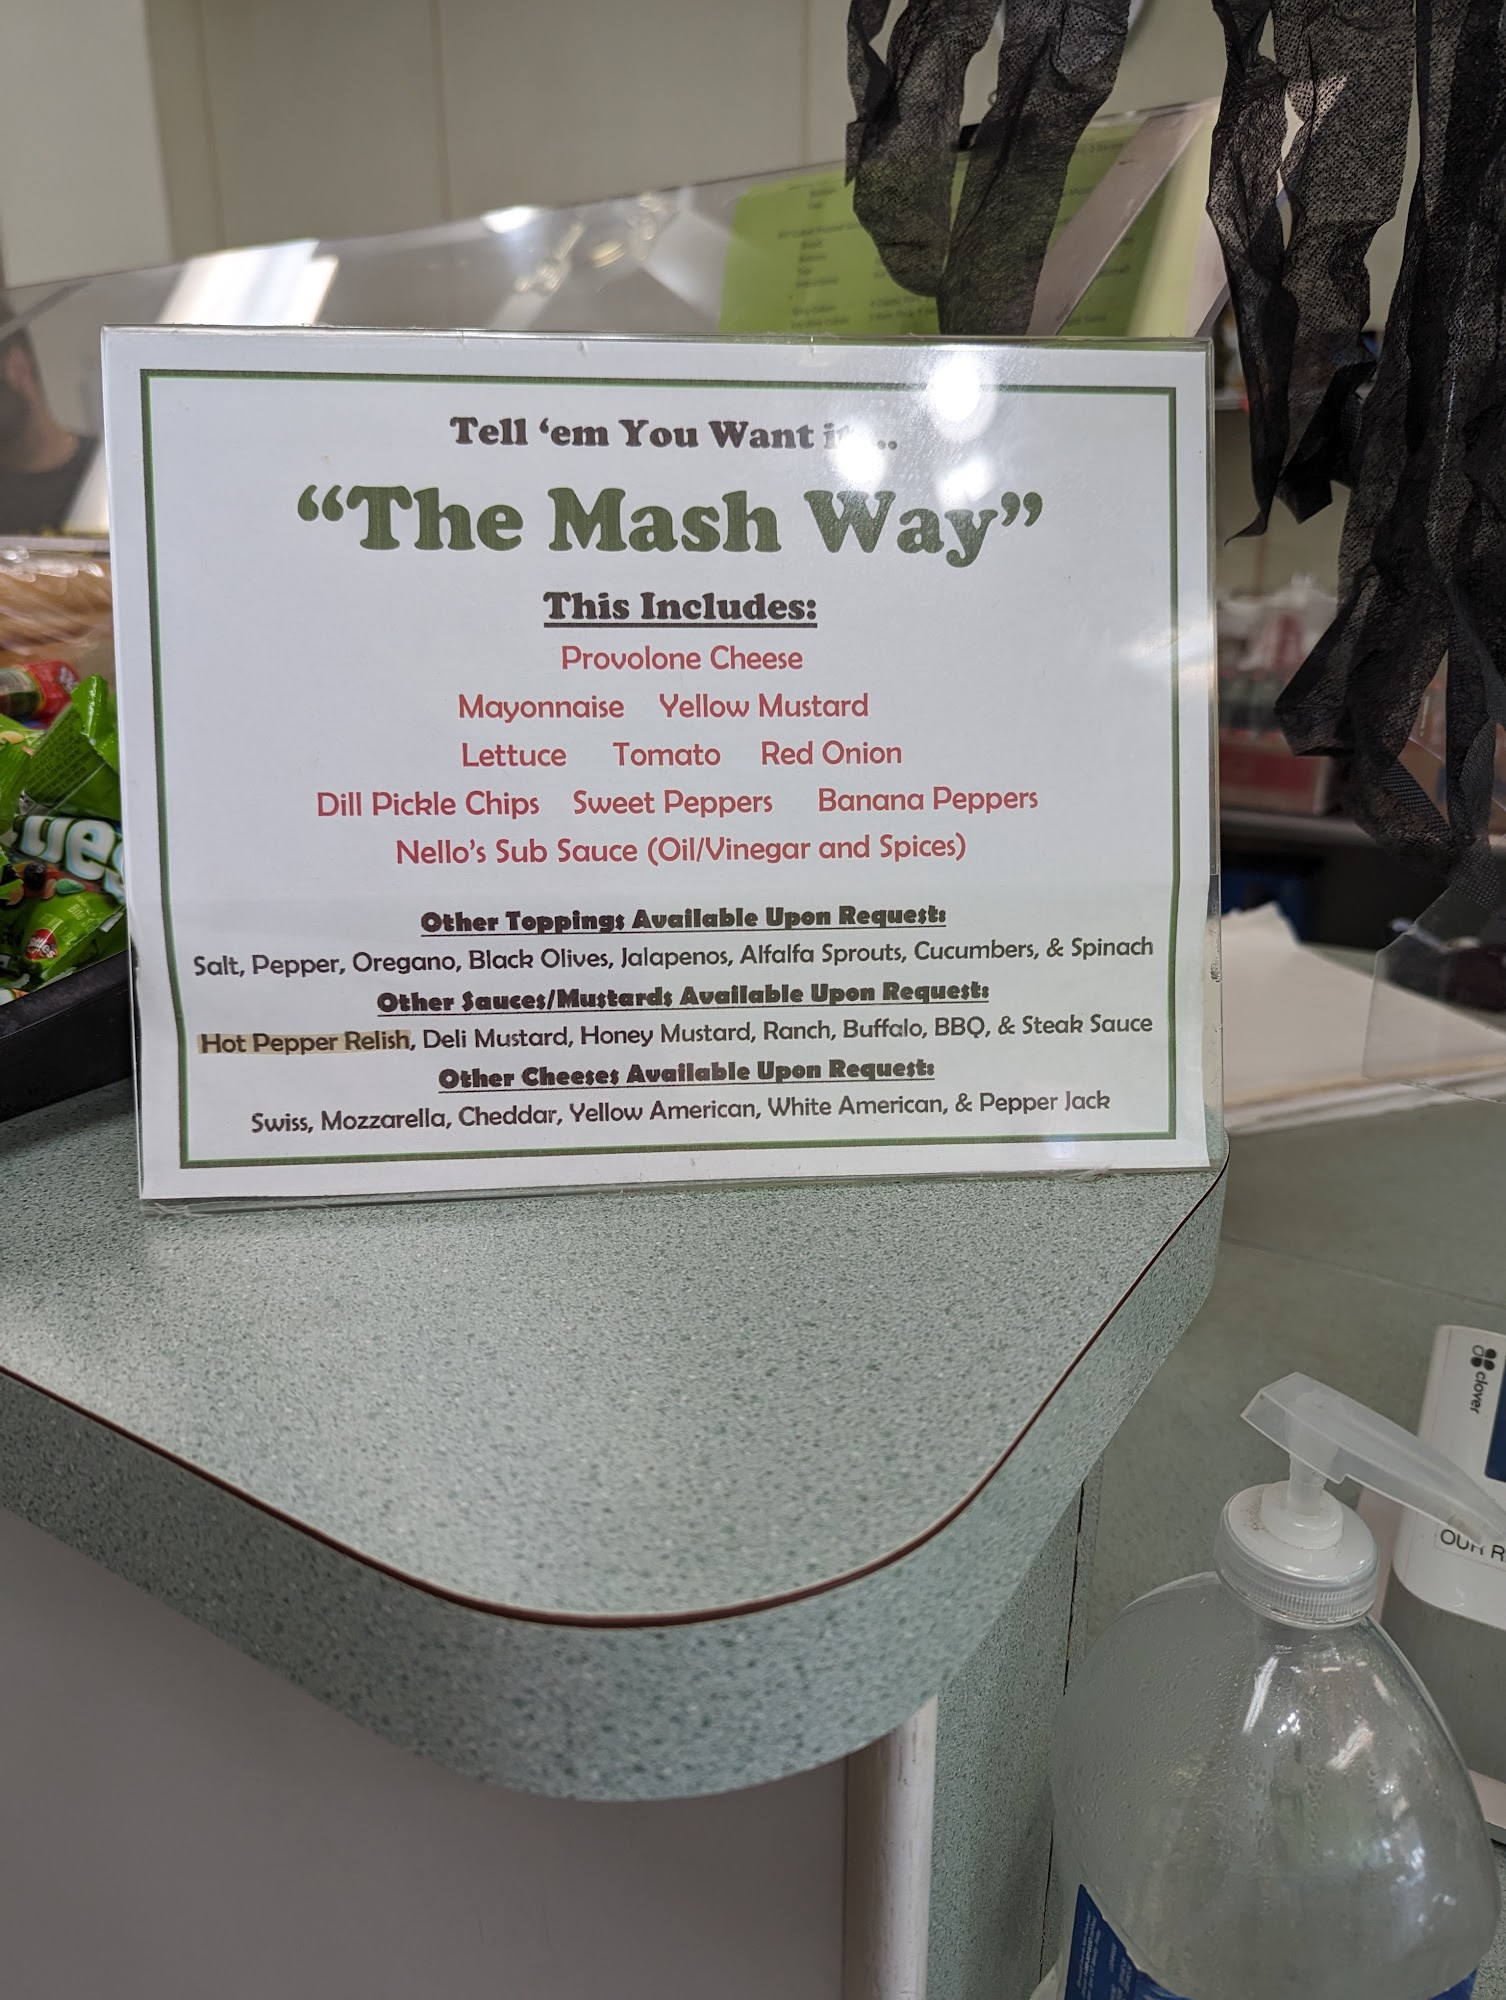 Tell ‘em You Want it...
“The Mash Way”
This Includes:
Provolone Cheese
Mayonnaise Yellow Mustard
Lettuce Tomato Red Onion
Dill Pickle Chips Sweet Peppers Banana Peppers
Nello’s Sub Sauce (Oil/Vinegar and Spices)
Other Toppings Available Upon Request:
Salt, Pepper, Oregano, Black Olives, Jalapenos, Alfalfa Sprouts, Cucumbers, & Spinach
Other Sauces/Mustards Available Upon Request:
Hot Pepper Relish, Deli Mustard, Honey Mustard, Ranch, Buffalo, BBQ, & Steak Sauce
Other Cheeses Available Upon Request:
Swiss, Mozzarella, Cheddar, Yellow American, White American, & Pepper Jack
clover
OUR R